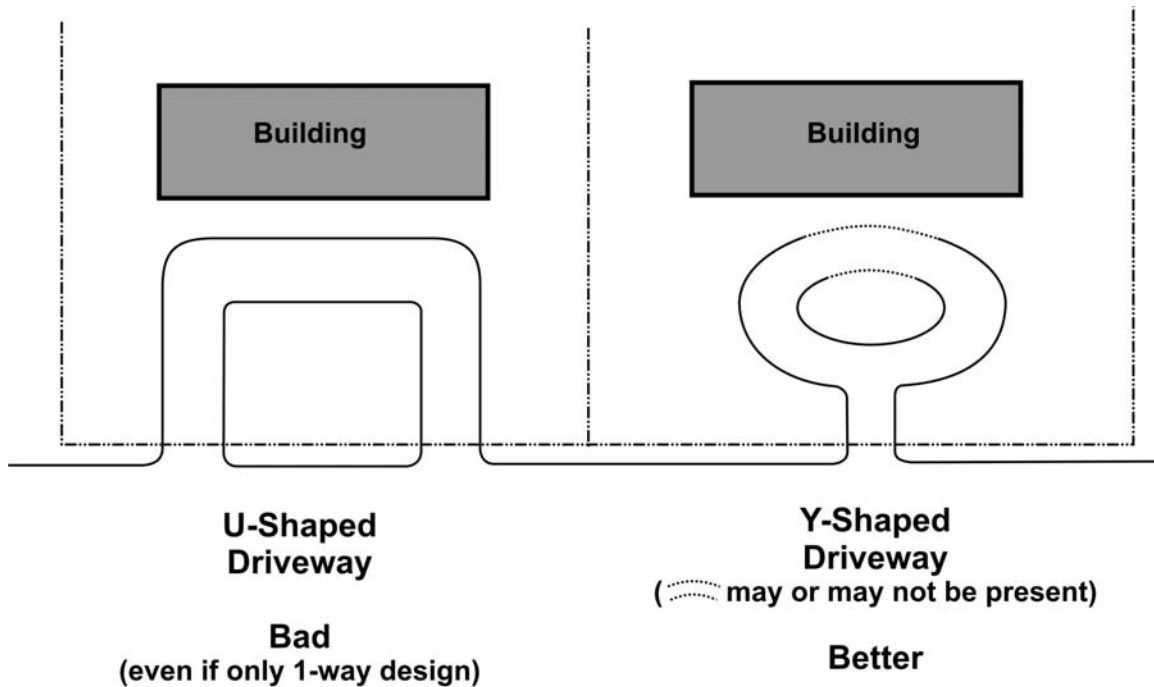 Building
Building
U-Shaped
Driveway
Bad
(even if only 1-way design)
Y-Shaped
Driveway
( may or may not be present)
Better